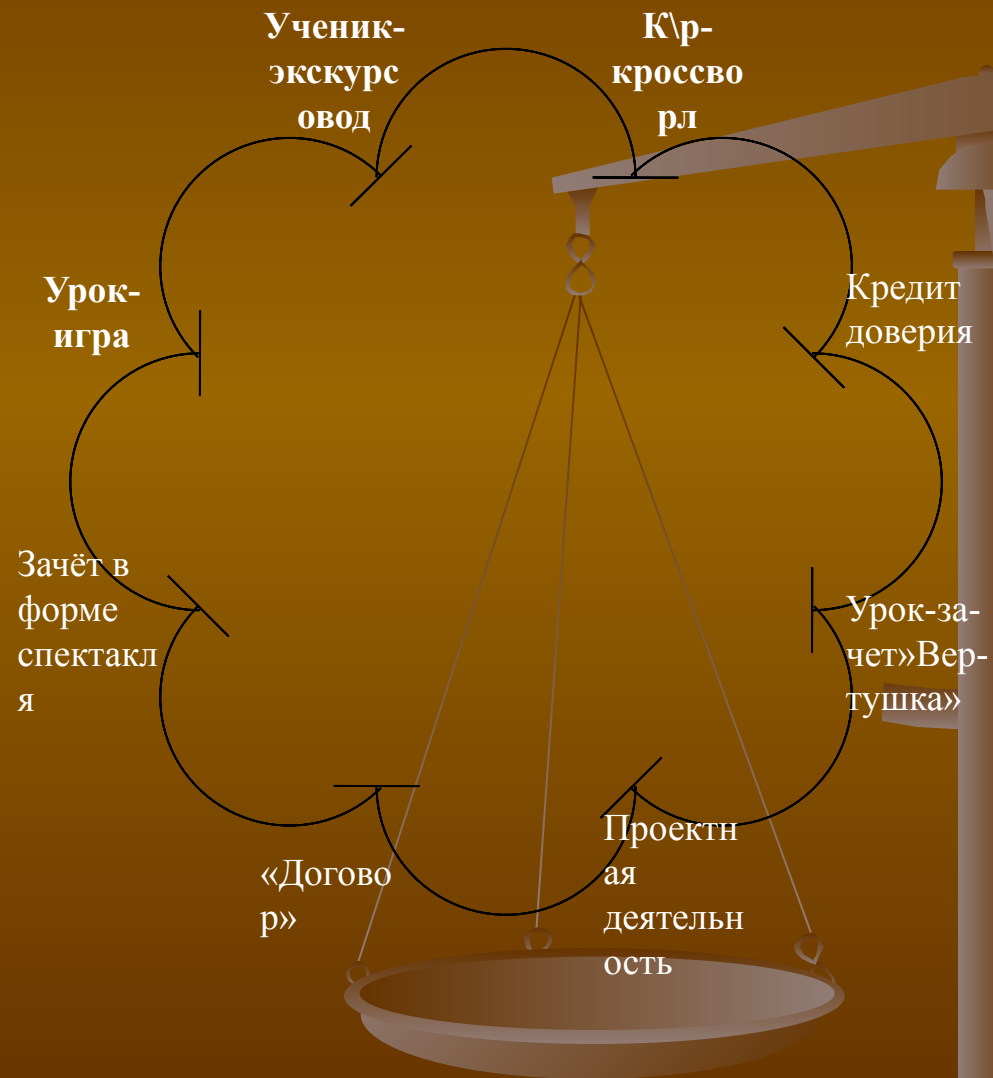 Ученик-
экскурс
овод
К\р-
кроссво
рл
Урок-
игра
Кредит
доверия
Зачёт в
форме
спектакл
я
Урок-за-
чет»Вер-
тушка»
«Догово
р»
Проектн
ая
деятельн
ость